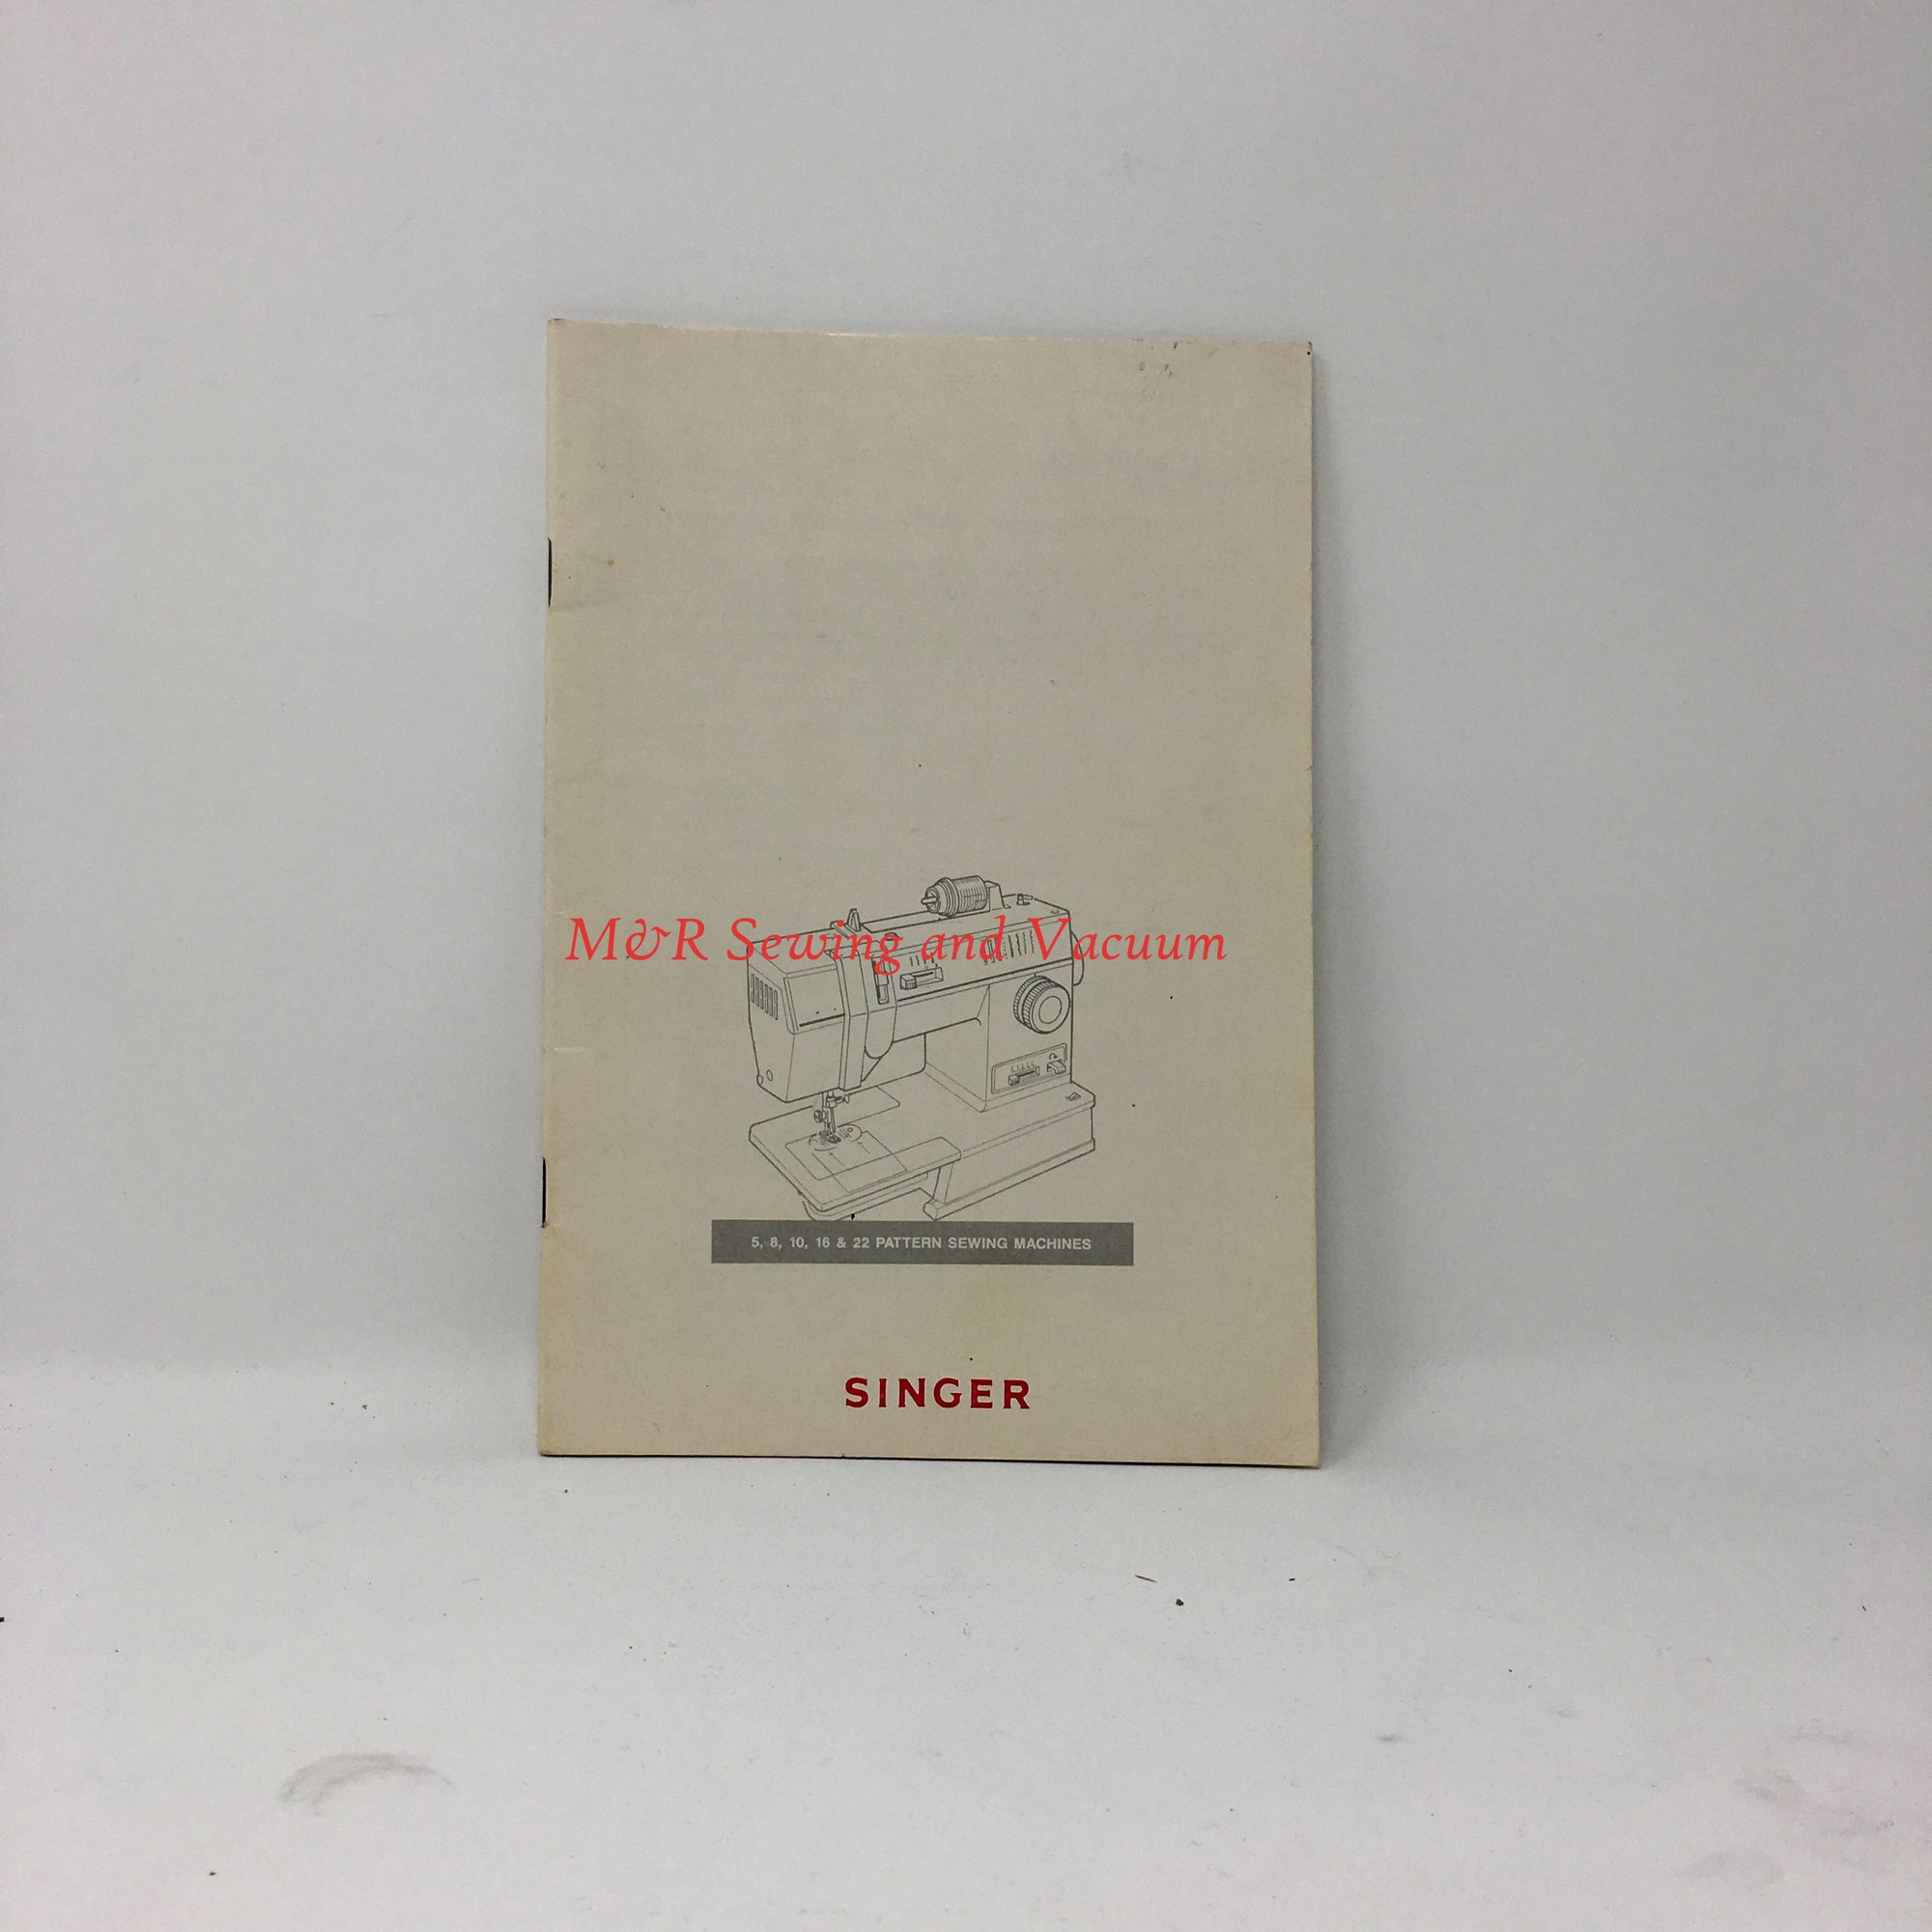 M&R Sewing and Vacuum
5, 8, 10, 16 & 22 PATTERN SEWING MACHINES
SINGER